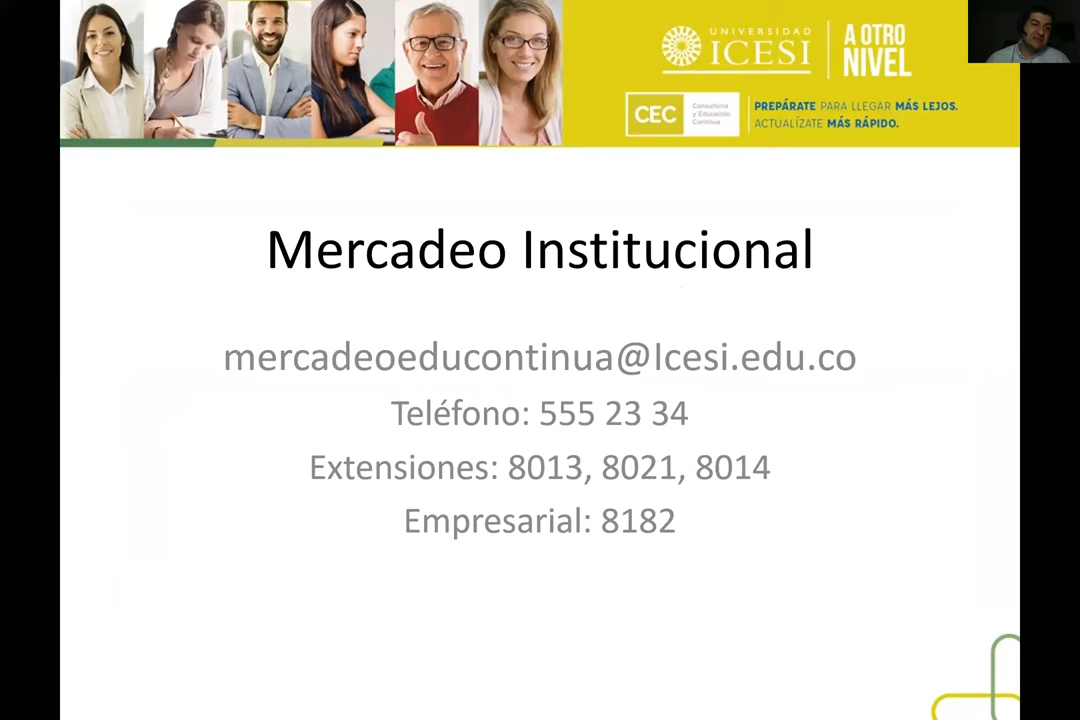 UNIVERSIDAD
ICESI
A OTRO
NIVEL
CEC
Consultoría
y Educación
Continua
PREPÁRATE PARA LLEGAR MÁS LEJOS.
ACTUALÍZATE MÁS RÁPIDO.
Mercadeo Institucional
mercadeoeducontinua@Icesi.edu.co
Teléfono: 555 23 34
Extensiones: 8013, 8021, 8014
Empresarial: 8182